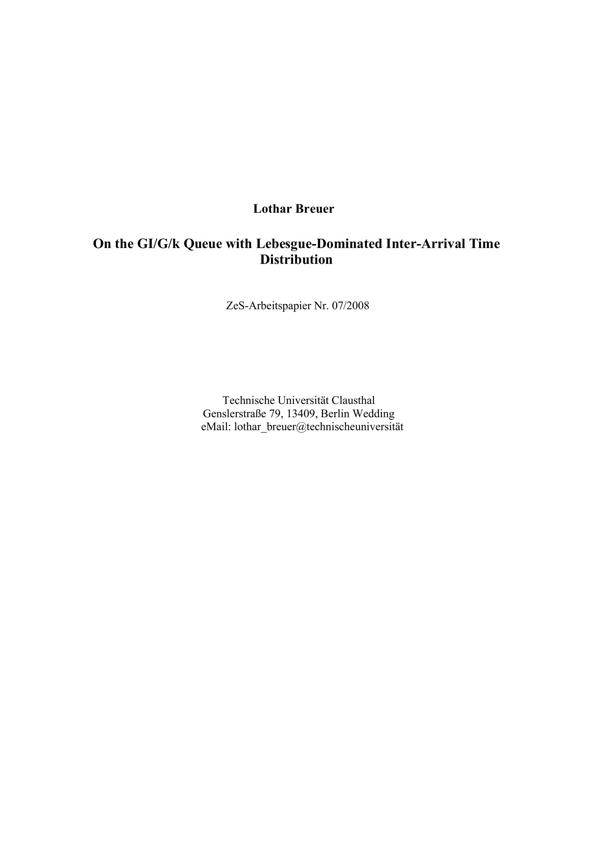 Lothar Breuer
On the GI/G/k Queue with Lebesgue-Dominated Inter-Arrival Time
Distribution
ZeS-Arbeitspapier Nr. 07/2008
Technische Universität Clausthal
Genslerstraße 79, 13409, Berlin Wedding
eMail: lothar_breuer@technischeuniversität